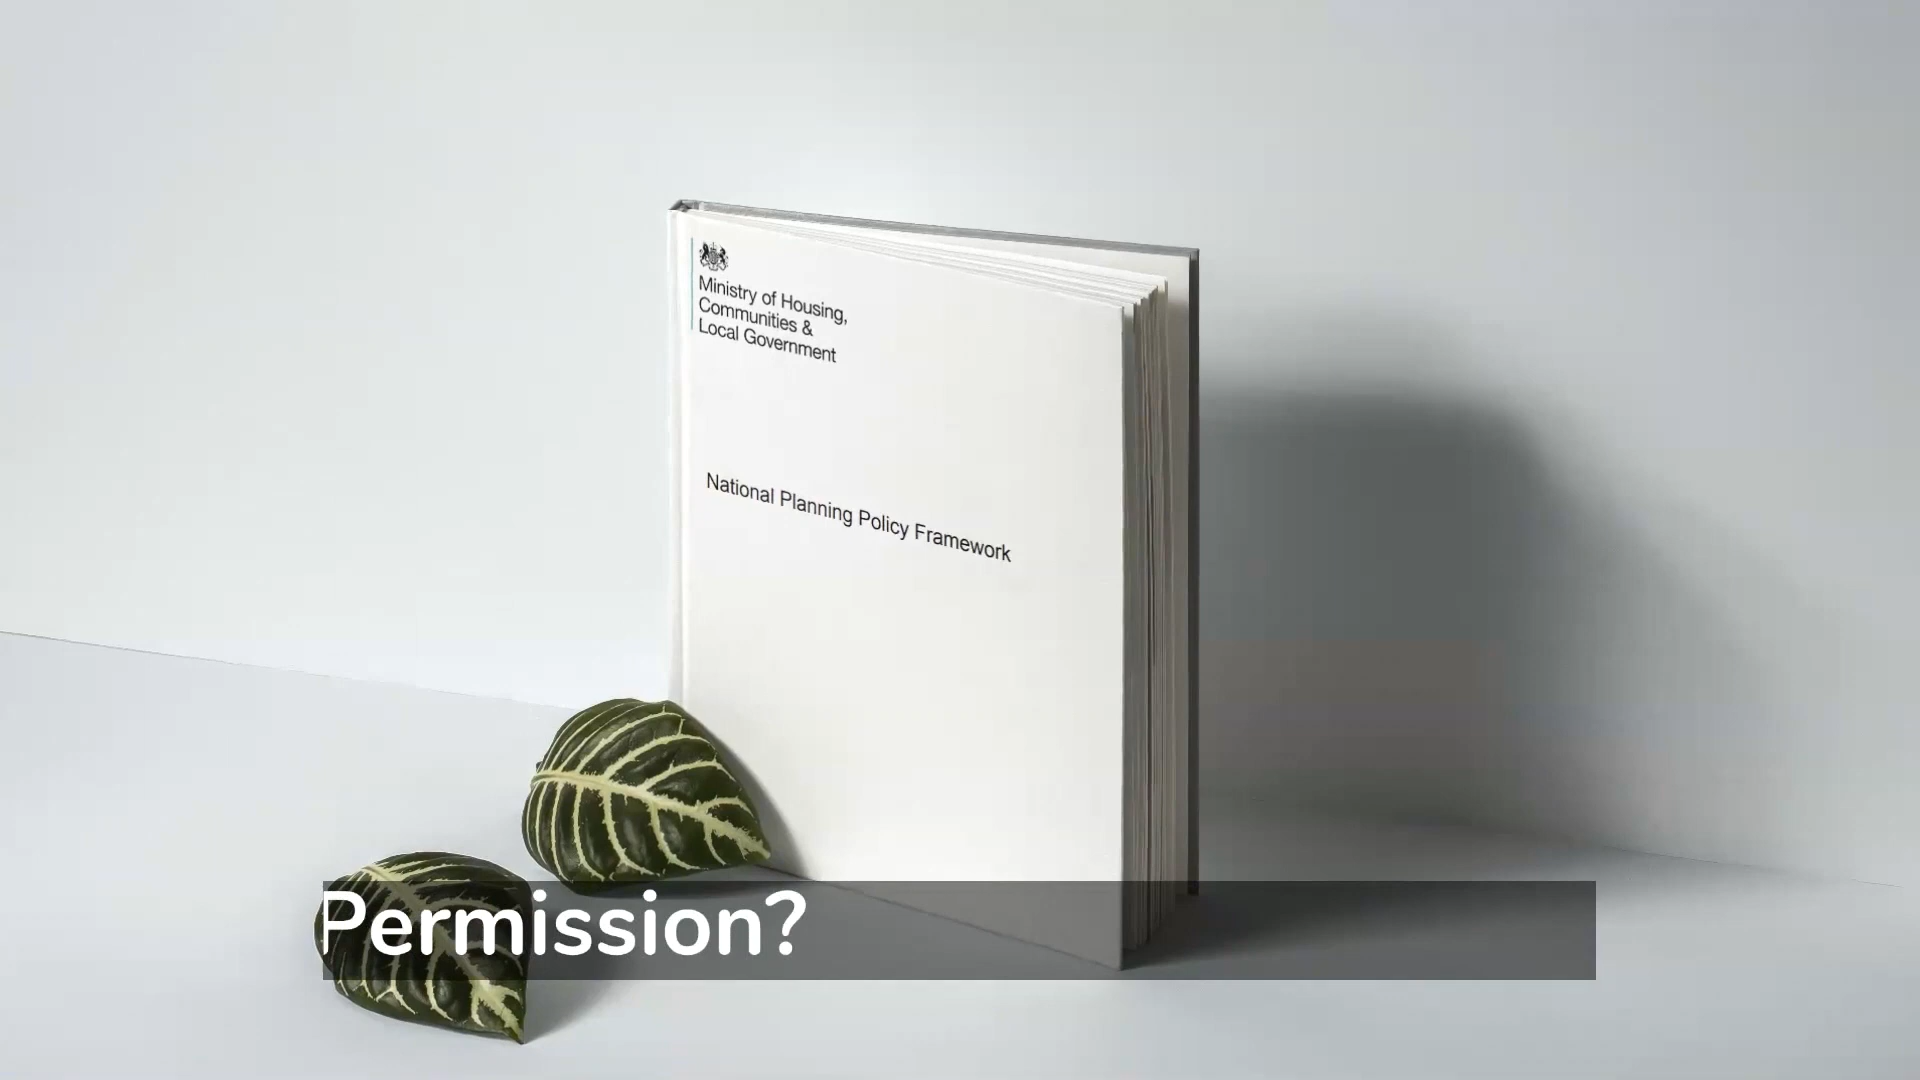 Ministry of Housing,
Communities &
Local Government
National Planning Policy Framework
Permission?